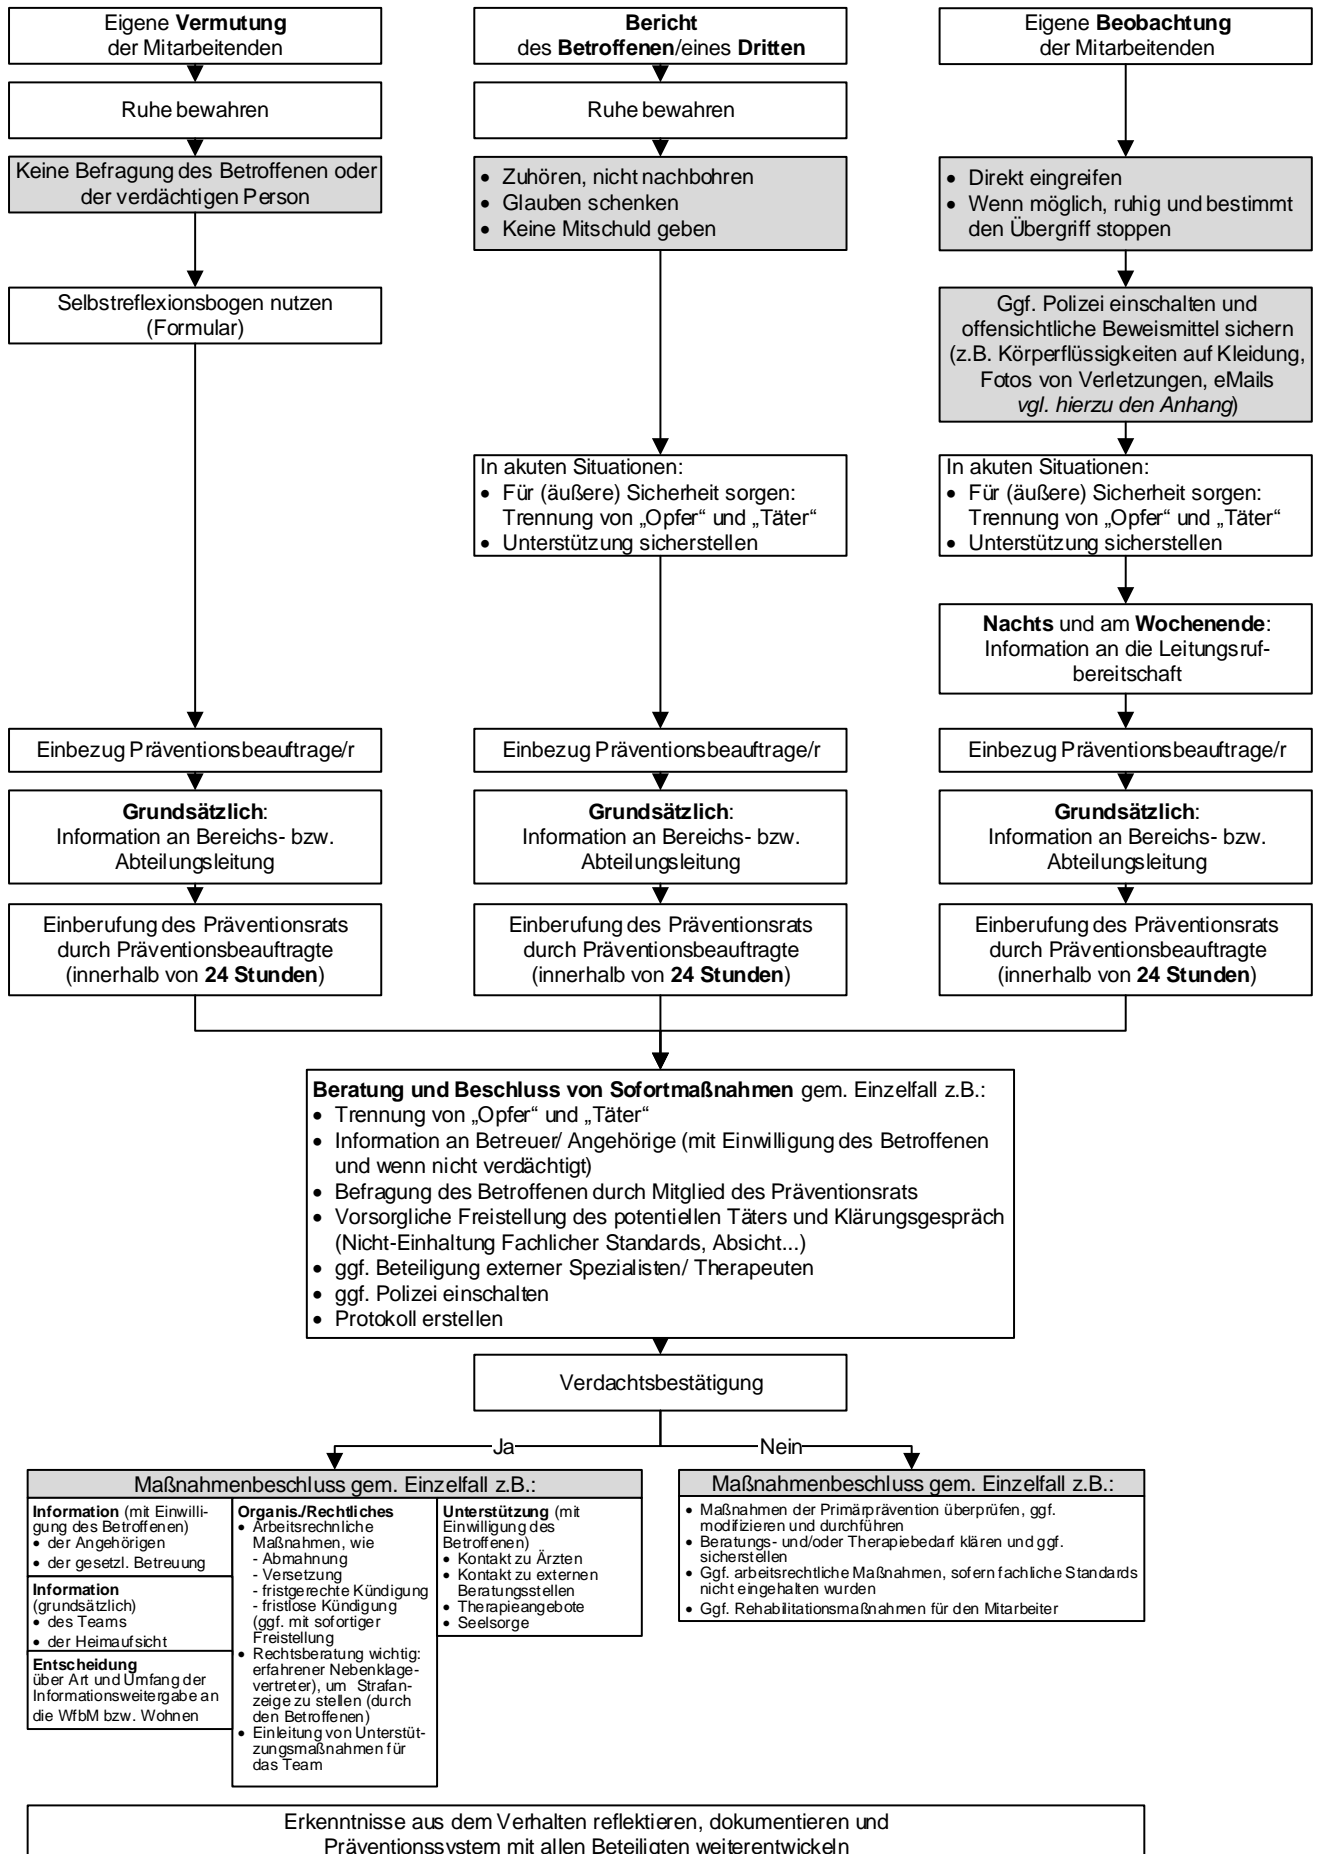 Eigene Vermutung
der Mitarbeitenden
Ruhe bewahren
Keine Befragung des Betroffenen oder
der verdächtigen Person
Selbstreflexionsbogen nutzen
(Formular)
Einbezug Präventionsbeauftrage/r
Grundsätzlich:
Information an Bereichs- bzw.
Abteilungsleitung
Einberufung des Präventionsrats
durch Präventionsbeauftragte
(innerhalb von 24 Stunden)
Bericht
des Betroffenen/eines Dritten
Ruhe bewahren
• Zuhören, nicht nachbohren
• Glauben schenken
• Keine Mitschuld geben
In akuten Situationen:
• Für (äußere) Sicherheit sorgen:
Trennung von „Opfer“ und „Täter“
• Unterstützung sicherstellen
Einbezug Präventionsbeauftrage/r
Grundsätzlich:
Information an Bereichs- bzw.
Abteilungsleitung
Einberufung des Präventionsrats
durch Präventionsbeauftragte
(innerhalb von 24 Stunden)
Eigene Beobachtung
der Mitarbeitenden
• Direkt eingreifen
• Wenn möglich, ruhig und bestimmt
den Übergriff stoppen
Ggf. Polizei einschalten und
offensichtliche Beweismittel sichern
(z.B. Körperflüssigkeiten auf Kleidung,
Fotos von Verletzungen, eMails
vgl. hierzu den Anhang)
In akuten Situationen:
• Für (äußere) Sicherheit sorgen:
Trennung von „Opfer“ und „Täter“
• Unterstützung sicherstellen
Nachts und am Wochenende:
Information an die Leitungsruf-
bereitschaft
Einbezug Präventionsbeauftrage/r
Grundsätzlich:
Information an Bereichs- bzw.
Abteilungsleitung
Einberufung des Präventionsrats
durch Präventionsbeauftragte
(innerhalb von 24 Stunden)
Beratung und Beschluss von Sofortmaßnahmen gem. Einzelfall z.B.:
• Trennung von „Opfer“ und „Täter“
• Information an Betreuer/ Angehörige (mit Einwilligung des Betroffenen
und wenn nicht verdächtigt)
• Befragung des Betroffenen durch Mitglied des Präventionsrats
• Vorsorgliche Freistellung des potentiellen Täters und Klärungsgespräch
(Nicht-Einhaltung Fachlicher Standards, Absicht...)
• ggf. Beteiligung externer Spezialisten/ Therapeuten
• ggf. Polizei einschalten
• Protokoll erstellen
Verdachtsbestätigung
Ja
Nein
Maßnahmenbeschluss gem. Einzelfall z.B.:
Information (mit Einwilli-
gung des Betroffenen)
• der Angehörigen
• der gesetzl. Betreuung
Information
(grundsätzlich)
• des Teams
• der Heimaufsicht
Entscheidung
über Art und Umfang der
Informationsweitergabe an
die WfbM bzw. Wohnen
Organis./Rechtliches
• Arbeitsrechnliche
Maßnahmen, wie
- Abmahnung
- Versetzung
- fristgerechte Kündigung
- fristlose Kündigung
(ggf. mit sofortiger
Freistellung
• Rechtsberatung wichtig:
erfahrener Nebenklage-
vertreter), um Strafan-
zeige zu stellen (durch
den Betroffenen)
• Einleitung von Unterstüt-
zungsmaßnahmen für
das Team
Unterstützung (mit
Einwilligung des
Betroffenen)
• Kontakt zu Ärzten
• Kontakt zu externen
Beratungsstellen
• Therapieangebote
• Seelsorge
Maßnahmenbeschluss gem. Einzelfall z.B.:
• Maßnahmen der Primärprävention überprüfen, ggf.
modifizieren und durchführen
• Beratungs- und/oder Therapiebedarf klären und ggf.
sicherstellen
• Ggf. arbeitsrechtliche Maßnahmen, sofern fachliche Standards
nicht eingehalten wurden
• Ggf. Rehabilitationsmaßnahmen für den Mitarbeiter
Erkenntnisse aus dem Verhalten reflektieren, dokumentieren und
Präventionssystem mit allen Beteiligten weiterentwickeln